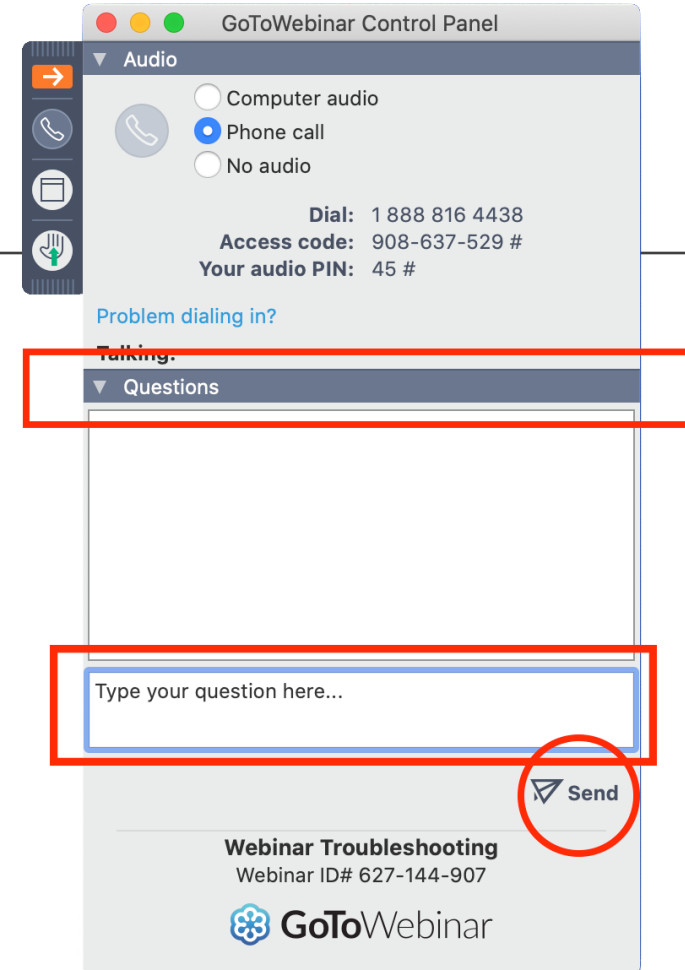 GoToWebinar Control Panel
Audio
Computer audio
Phone call
No audio
Dial: 1 888 816 4438
Access code: 908-637-529 #
Your audio PIN: 45 #
Problem dialing in?
Talking:
Questions
Type your question here...
Send
Webinar Troubleshooting
Webinar ID# 627-144-907
GoToWebinar